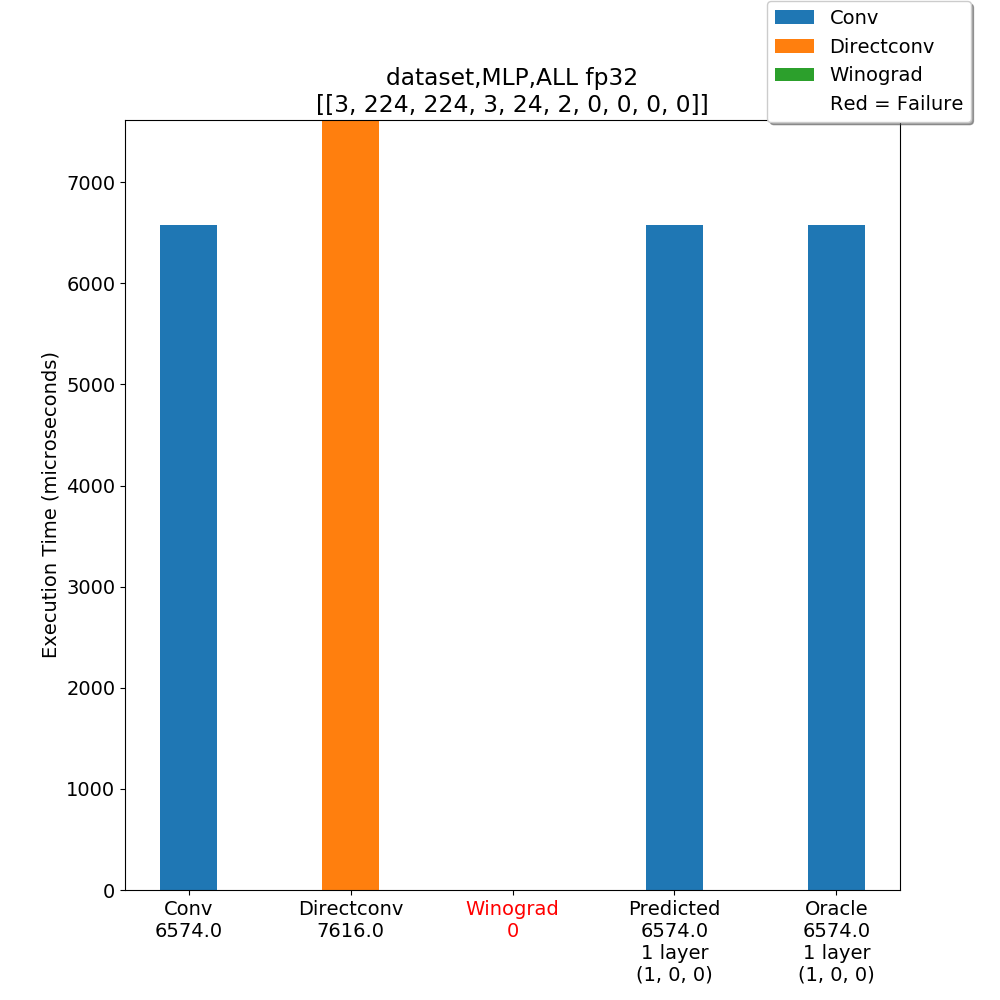 Conv
Directconv
Winograd
Red = Failure
dataset,MLP,ALL fp32
[[3, 224, 224, 3, 24, 2, 0, 0, 0, 0]]
Execution Time (microseconds)
7000
6000
5000
4000
3000
2000
1000
0
Conv
6574.0
Directconv
7616.0
Winograd
0
Predicted
6574.0
1 layer
(1, 0, 0)
Oracle
6574.0
1 layer
(1, 0, 0)